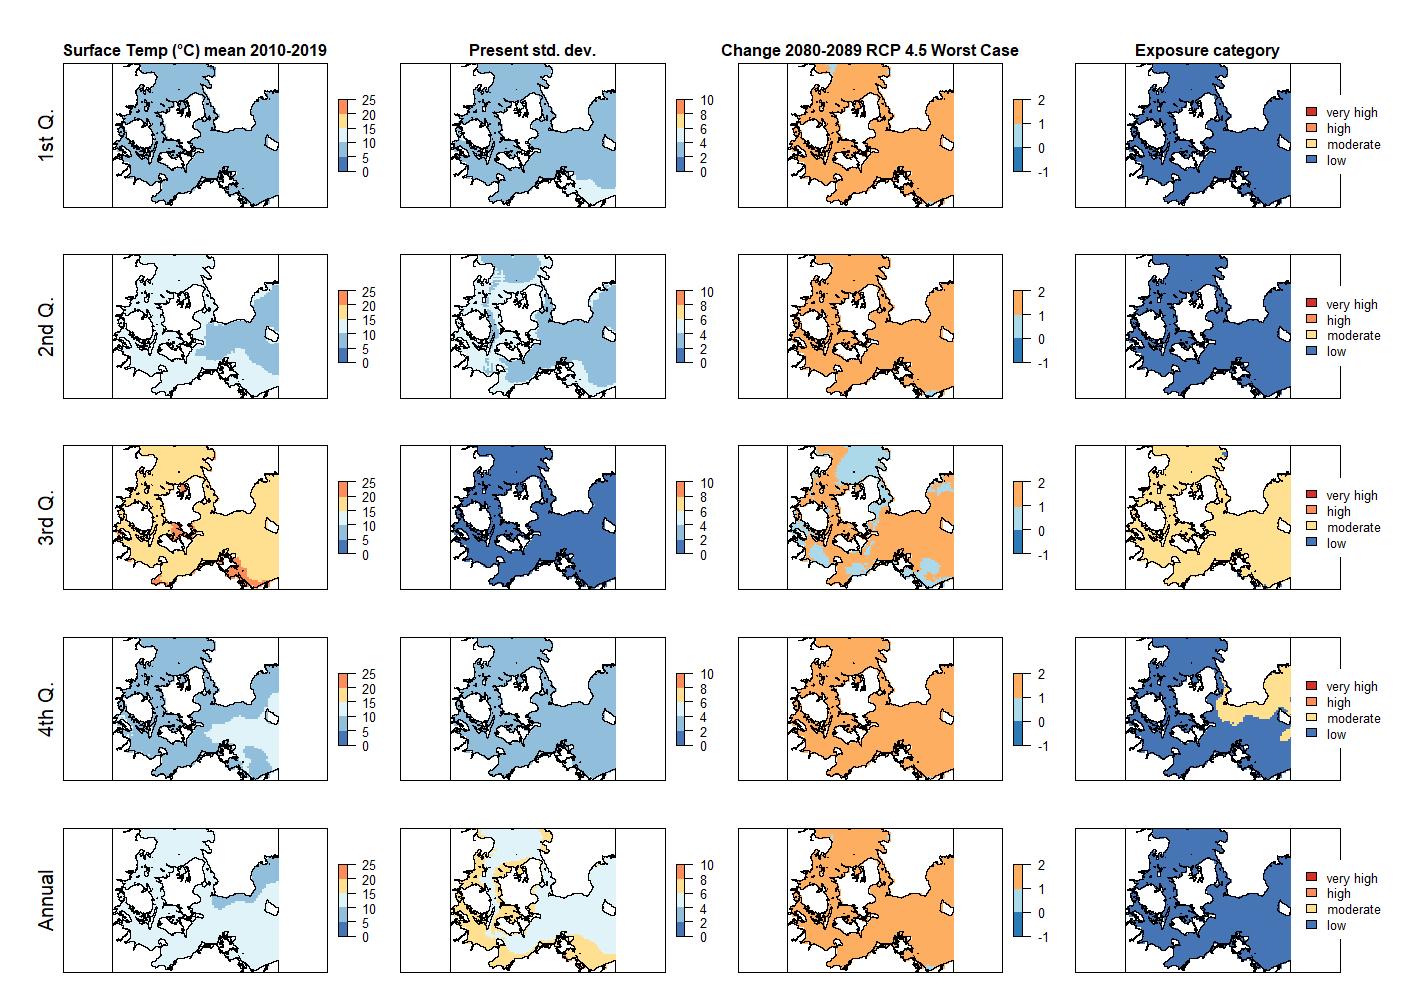 Surface Temp (°C) mean 2010-2019
Present std. dev.
Change 2080-2089 RCP 4.5 Worst Case
Exposure category
1st Q.
25
20
15
10
5
0
10
8
6
4
2
0
2
1
0
-1
very high
high
moderate
low
2nd Q.
25
20
15
10
5
0
10
8
6
4
2
0
2
1
0
-1
very high
high
moderate
low
3rd Q.
25
20
15
10
5
0
10
8
6
4
2
0
2
1
0
-1
very high
high
moderate
low
4th Q.
25
20
15
10
5
0
10
8
6
4
2
0
2
1
0
-1
very high
high
moderate
low
Annual
25
20
15
10
5
0
10
8
6
4
2
0
2
1
0
-1
very high
high
moderate
low